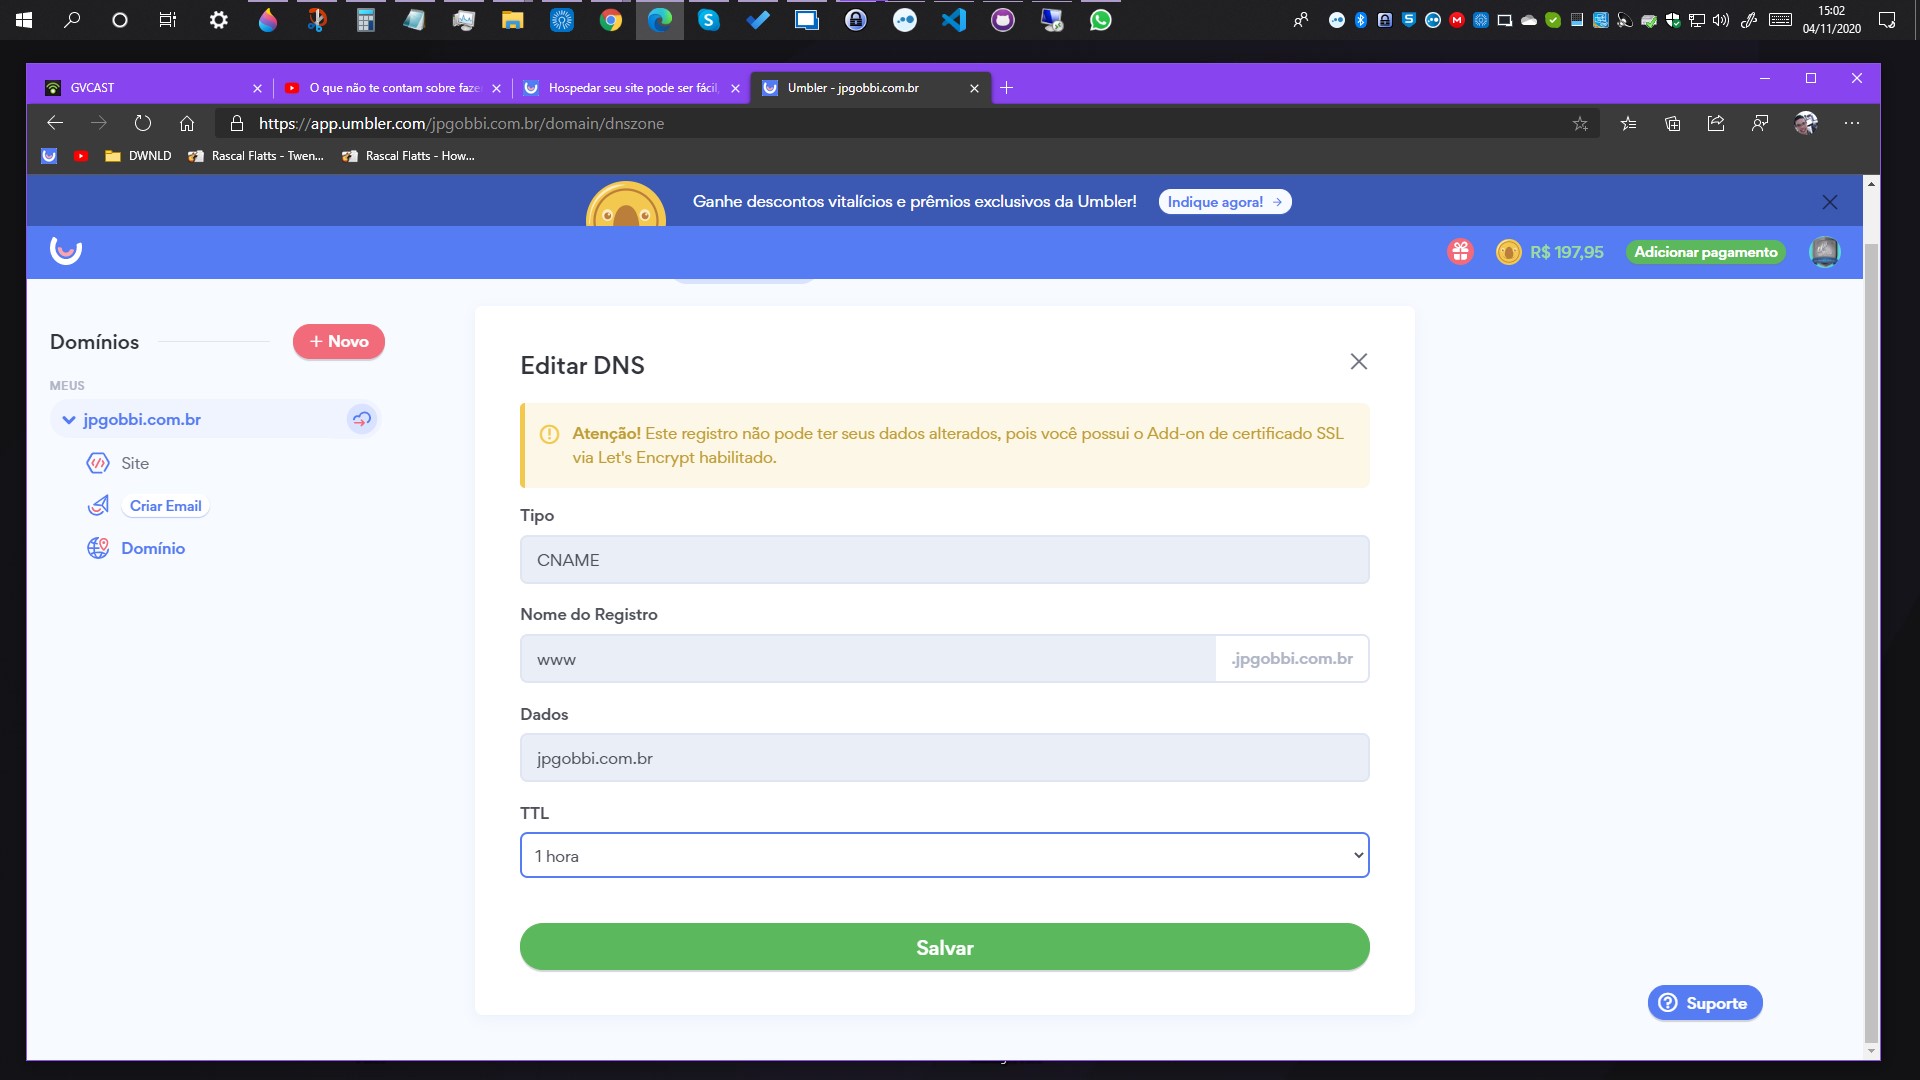 15:02
04/11/2020
GVCAST
O que não te contam sobre faze
Hospedar seu site pode ser fácil,
Umbler - jpgobbi.com.br
https://app.umbler.com/jpgobbi.com.br/domain/dnszone
DWNLD
Rascal Flatts - Twen...
Rascal Flatts - How...
Ganhe descontos vitalícios e prêmios exclusivos da Umbler!
Indique agora!
R$ 197,95
Adicionar pagamento
Domínios
+ Novo
MEUS
jpgobbi.com.br
Site
Criar Email
Domínio
Editar DNS
Atenção! Este registro não pode ter seus dados alterados, pois você possui o Add-on de certificado SSL
via Let's Encrypt habilitado.
Tipo
CNAME
Nome do Registro
www
.jpgobbi.com.br
Dados
jpgobbi.com.br
TTL
1 hora
Salvar
Suporte